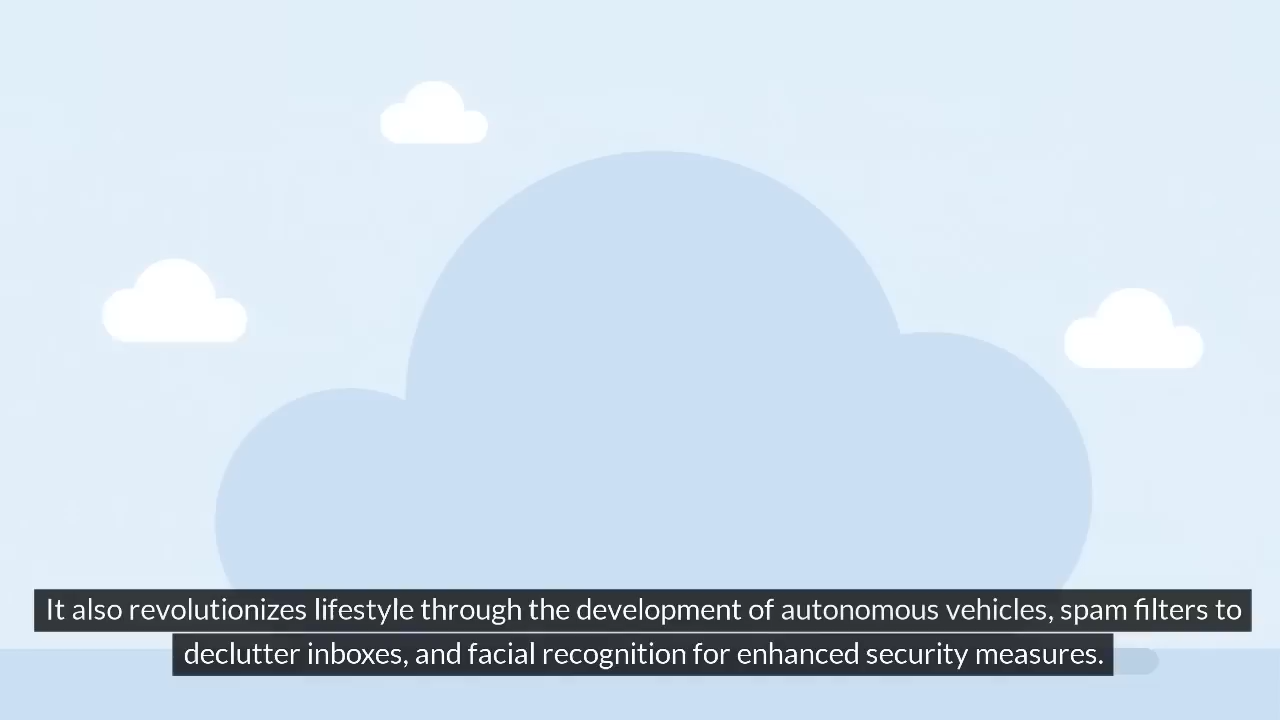 It also revolutionizes lifestyle through the development of autonomous vehicles, spam filters to
declutter inboxes, and facial recognition for enhanced security measures.